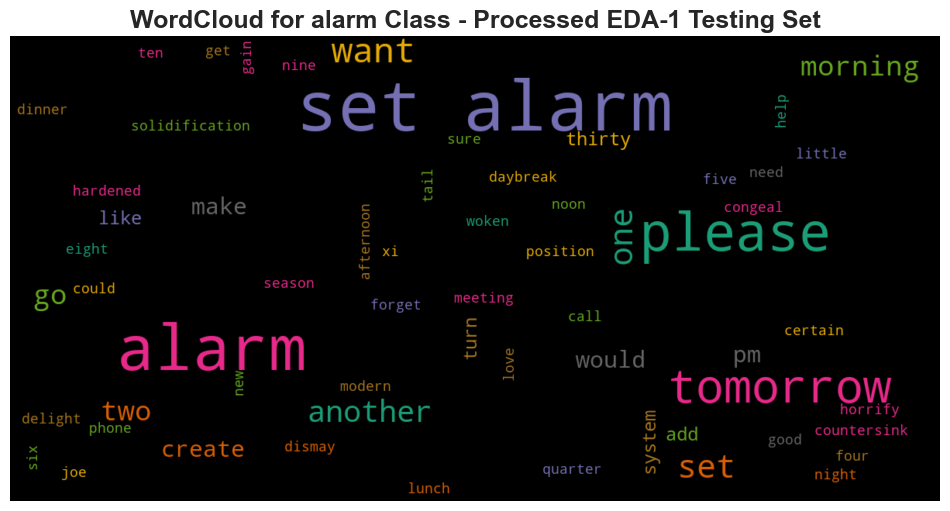 WordCloud for alarm Class - Processed EDA-1 Testing Set
ten
get
gain
nine
want
morning
dinner
solidification
set alarm
sure
thirty
help
little
hardened
like
make
tail
daybreak
five
need
noon
congeal
eight
afternoon
xi
woken
position
one
please
go
could
season
forget
meeting
call
certain
alarm
new
modern
turn
love
would
pm
tomorrow
delight
two
phone
another
horrify
countersink
six
joe
create
dismay
lunch
quarter
system
add
set
good
four
night